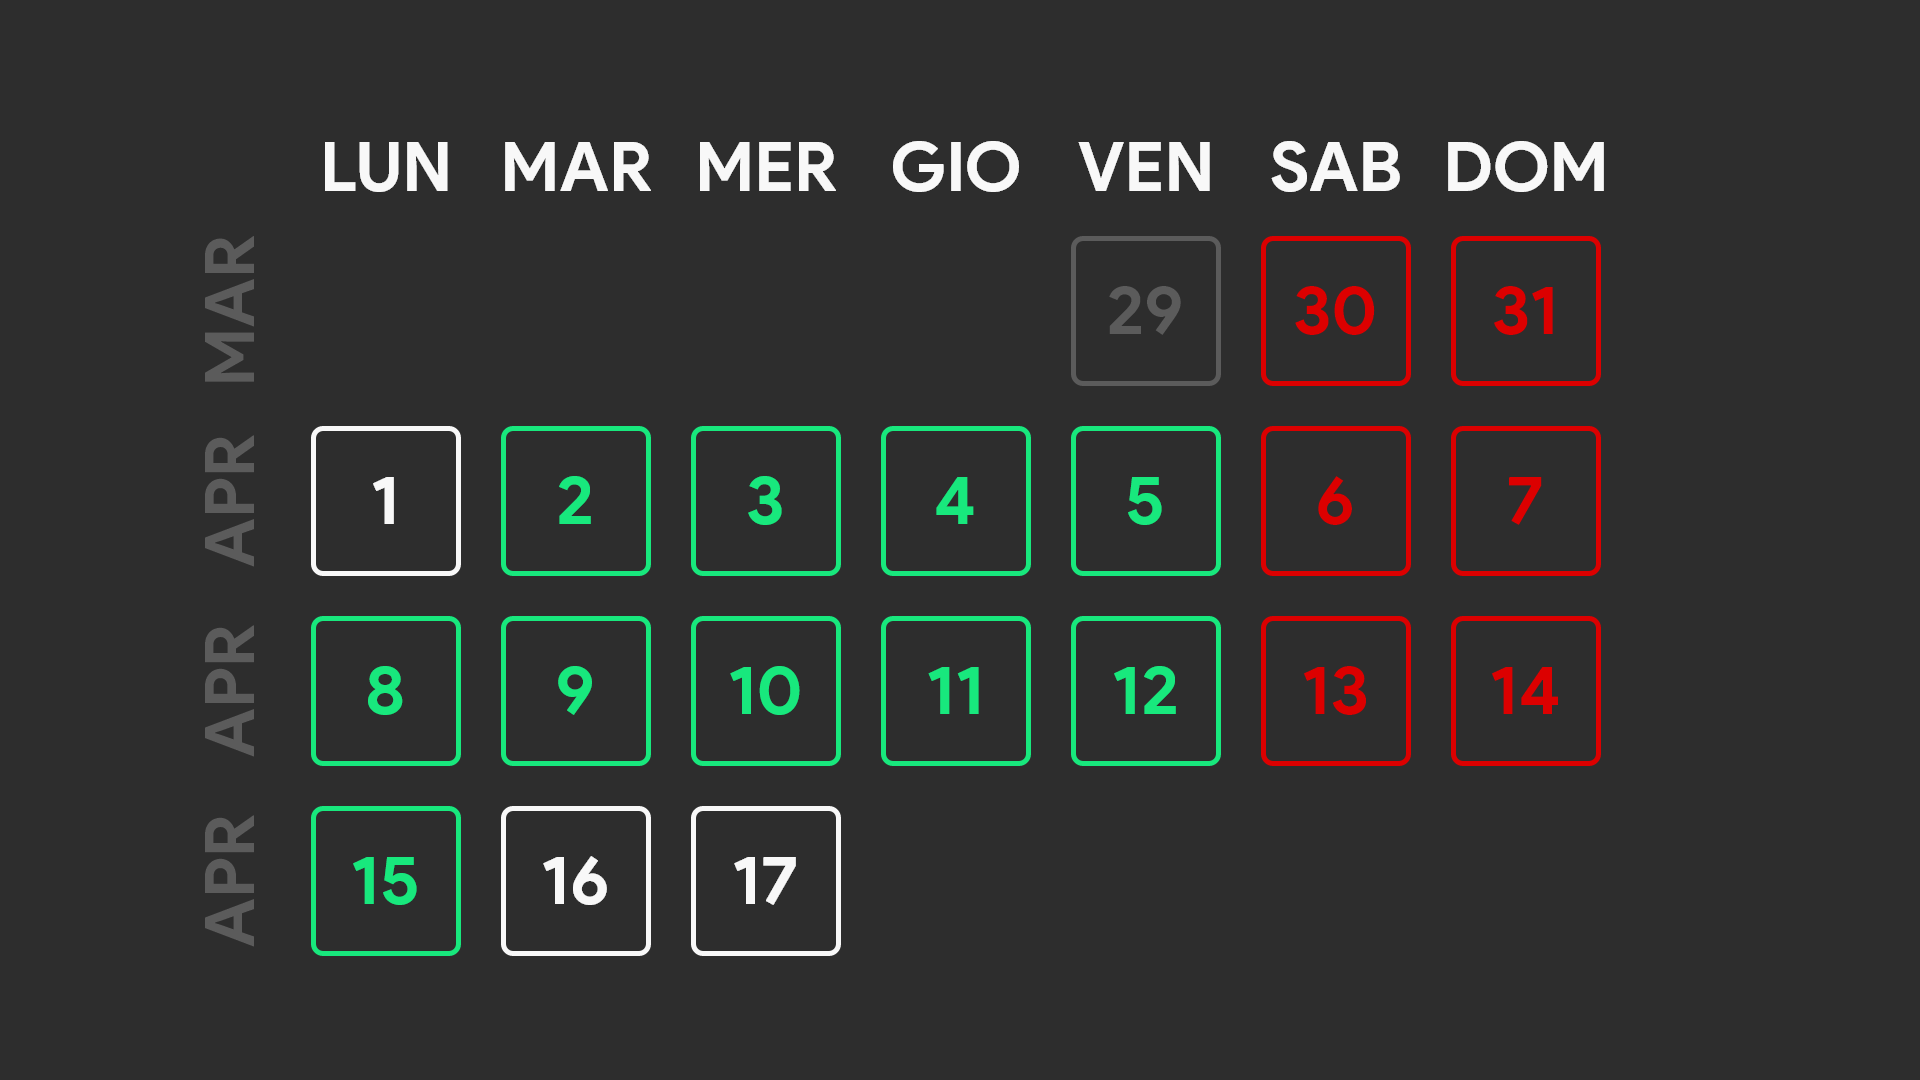 LUN MAR MER GIO VEN SAB DOM
MAR 29 30 31
APR 1 2 3 4 5 6 7
APR 8 9 10 11 12 13 14
APR 15 16 17